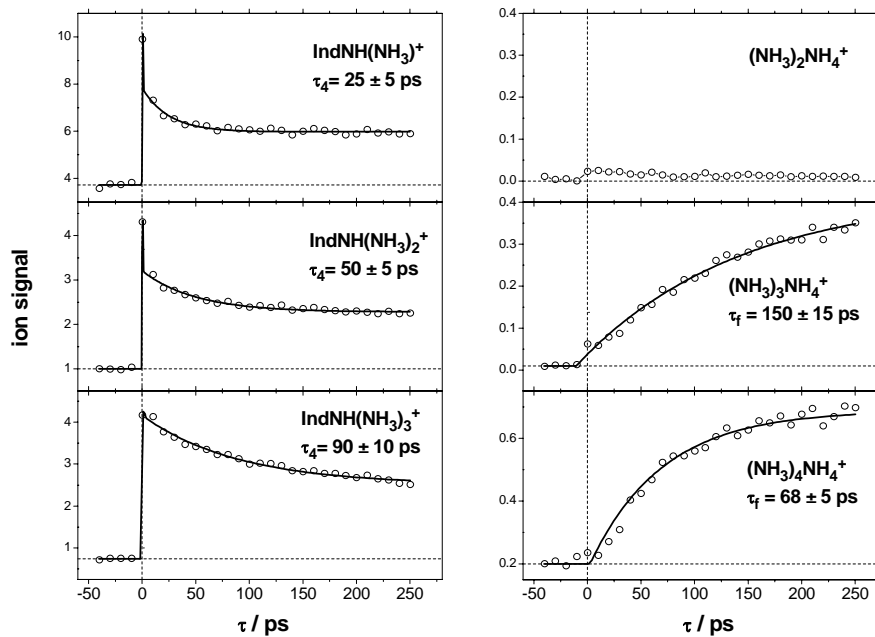 ion signal
10
8
6
4
IndNH(NH₃)⁺
τ₄= 25 ± 5 ps
4
3
2
1
IndNH(NH₃)₂⁺
τ₄= 50 ± 5 ps
4
3
2
1
IndNH(NH₃)₃⁺
τ₄= 90 ± 10 ps
-50 0 50 100 150 200 250
τ / ps
0.4
0.3
0.2
0.1
0.0
(NH₃)₂NH₄⁺
0.4
0.3
0.2
0.1
0.0
(NH₃)₃NH₄⁺
τf = 150 ± 15 ps
0.6
0.4
0.2
(NH₃)₄NH₄⁺
τf = 68 ± 5 ps
-50 0 50 100 150 200 250
τ / ps